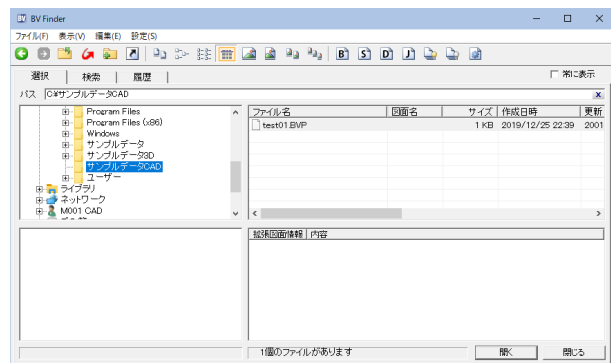 BV Finder
ファイル(F) 表示(V) 編集(E) 設定(S)
B S D J
選択 検索 履歴 常に表示
パス C¥サンプルデータCAD x
Program Files
Program Files (x86)
Windows
サンプルデータ
サンプルデータ3D
サンプルデータCAD
ユーザー
ライブラリ
ネットワーク
M001 CAD
ファイル名 図面名 サイズ 作成日時 更新
test01.BVP 1 KB 2019/12/25 22:39 2001
拡張図面情報 内容
1個のファイルがあります 開く 閉じる